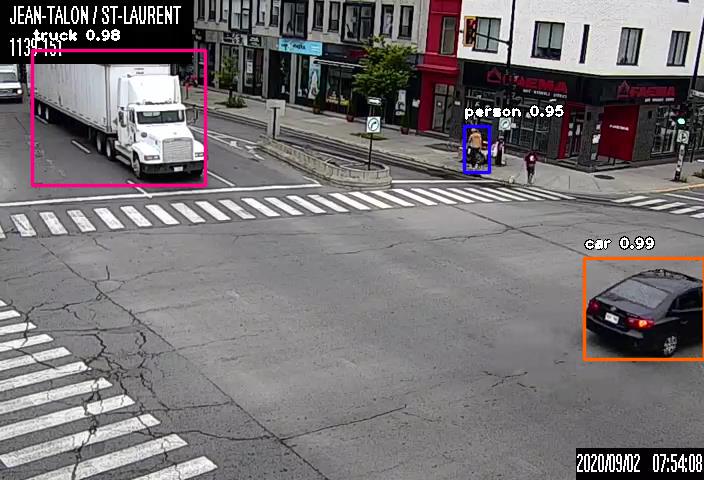 JEAN-TALON / ST-LAURENT
truck 0.98
person 0.95
FAEMA
FAEMA
car 0.99
2020/09/02 07:54:08